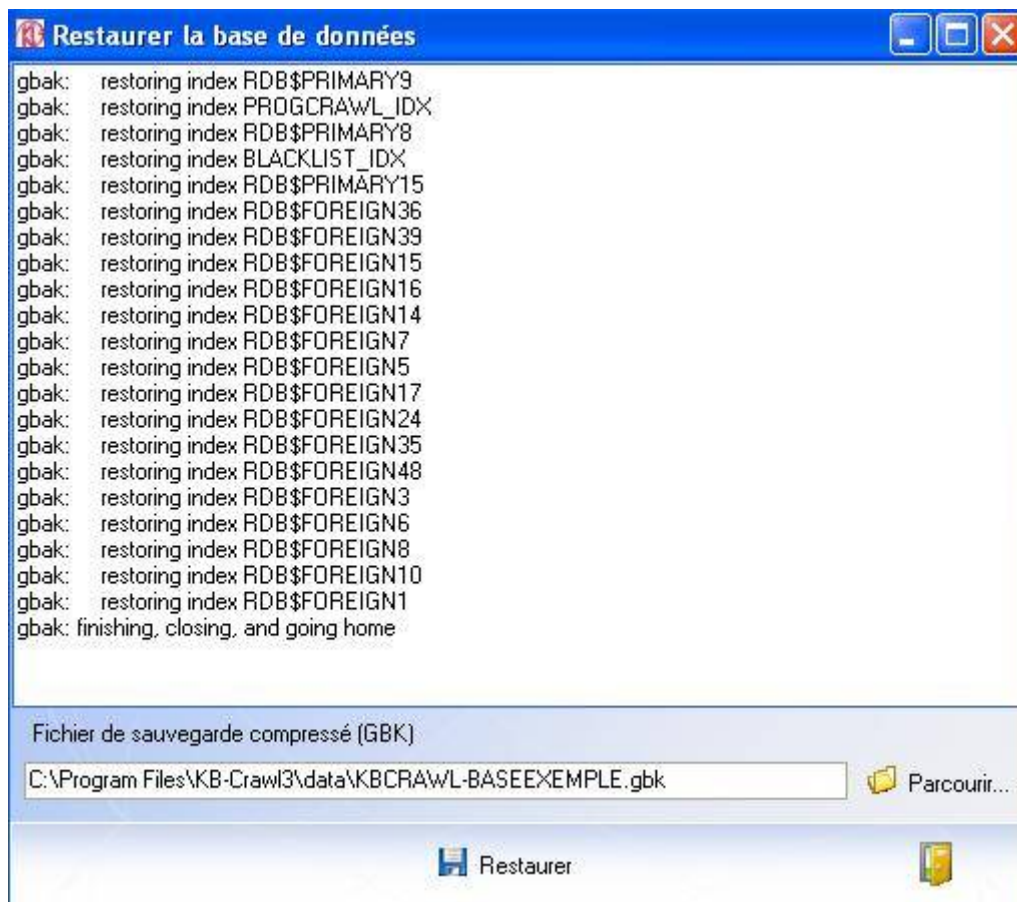 Restaurer la base de données
gbak: restoring index RDB$PRIMARY9
gbak: restoring index PROGCRAWL_IDX
gbak: restoring index RDB$PRIMARY8
gbak: restoring index BLACKLIST_IDX
gbak: restoring index RDB$PRIMARY15
gbak: restoring index RDB$FOREIGN36
gbak: restoring index RDB$FOREIGN39
gbak: restoring index RDB$FOREIGN15
gbak: restoring index RDB$FOREIGN16
gbak: restoring index RDB$FOREIGN14
gbak: restoring index RDB$FOREIGN7
gbak: restoring index RDB$FOREIGN5
gbak: restoring index RDB$FOREIGN17
gbak: restoring index RDB$FOREIGN24
gbak: restoring index RDB$FOREIGN35
gbak: restoring index RDB$FOREIGN48
gbak: restoring index RDB$FOREIGN3
gbak: restoring index RDB$FOREIGN6
gbak: restoring index RDB$FOREIGN8
gbak: restoring index RDB$FOREIGN10
gbak: restoring index RDB$FOREIGN1
gbak: finishing, closing, and going home
Fichier de sauvegarde compressé (GBK)
C:\Program Files\KB-Crawl3\data\KBCRAWL-BASEEXEMPLE.gbk
Parcourir...
Restaurer